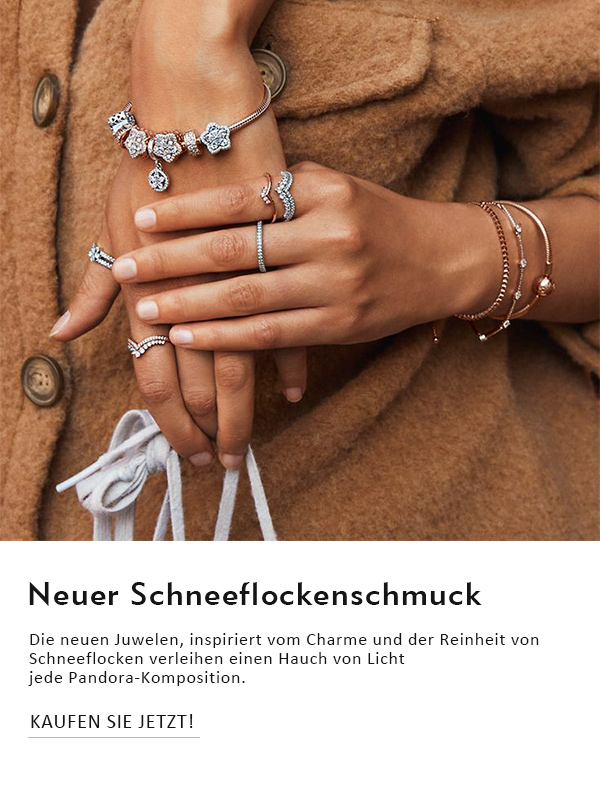 Neuer Schneeflockenschmuck
Die neuen Juwelen, inspiriert vom Charme und der Reinheit von
Schneeflocken verleihen einen Hauch von Licht
jede Pandora-Komposition.
KAUFEN SIE JETZT!